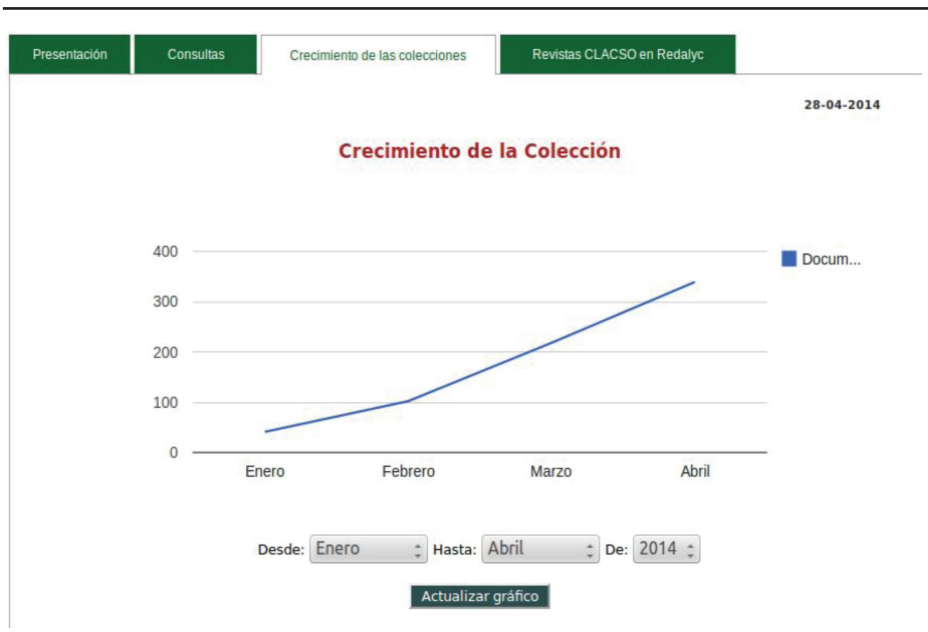 Presentación Consultas Crecimiento de las colecciones Revistas CLACSO en Redalyc
28-04-2014
Crecimiento de la Colección
400
Docum...
300
200
100
0
Enero Febrero Marzo Abril
Desde: Enero Hasta: Abril De: 2014
Actualizar gráfico